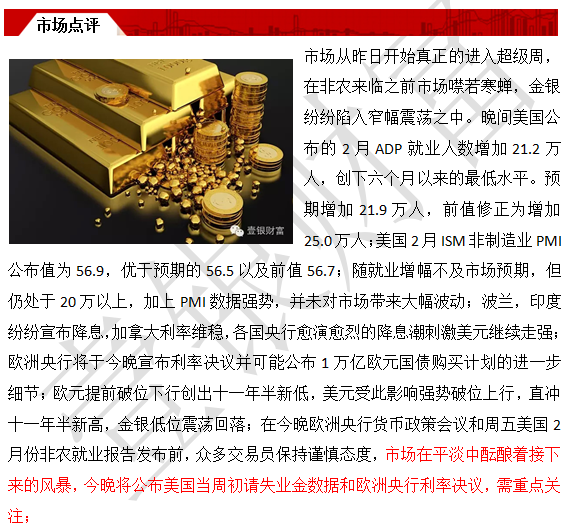 市场点评
市场从昨日开始真正的进入超级周，
在非农来临之前市场噤若寒蝉，金银
纷纷陷入窄幅震荡之中。晚间美国公
布的 2 月 ADP 就业人数增加 21.2 万
人，创下六个月以来的最低水平。预
期增加 21.9 万人，前值修正为增加
25.0 万人；美国 2 月 ISM 非制造业 PMI
壹银财富
公布值为 56.9，优于预期的 56.5 以及前值 56.7；随就业增幅不及市场预期，但
仍处于 20 万以上，加上 PMI 数据强势，并未对市场带来大幅波动；波兰，印度
纷纷宣布降息，加拿大利率维稳，各国央行愈演愈烈的降息潮刺激美元继续走强；
欧洲央行将于今晚宣布利率决议并可能公布 1 万亿欧元国债购买计划的进一步
细节；欧元提前破位下行创出十一年半新低，美元受此影响强势破位上行，直冲
十一年半新高，金银低位震荡回落；在今晚欧洲央行货币政策会议和周五美国 2
月份非农就业报告发布前，众多交易员保持谨慎态度，市场在平淡中酝酿着接下
来的风暴，今晚将公布美国当周初请失业金数据和欧洲央行利率决议，需重点关
注；
壹银财富